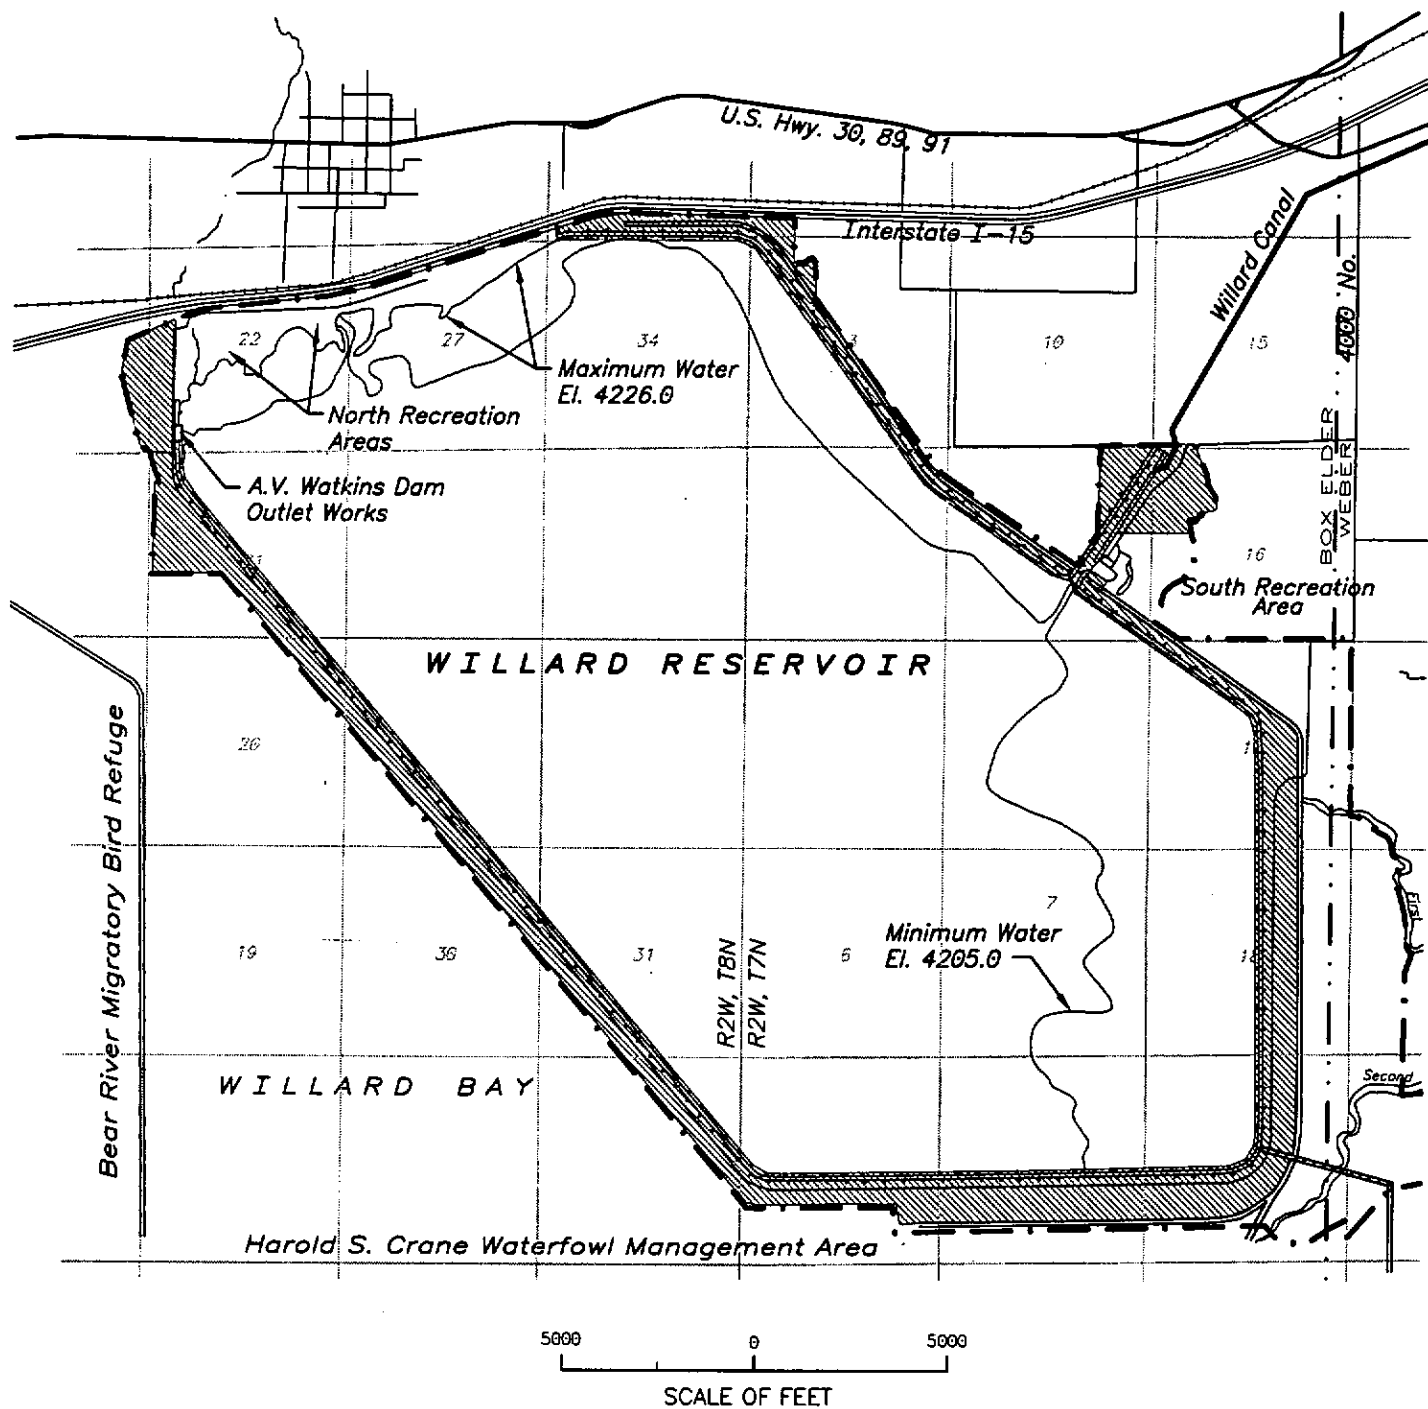 U.S. Hwy. 30, 89, 91
Interstate I-15
Willard Canal
4000 No.
22
27
34
3
10
15
Maximum Water
El. 4226.0
North Recreation
Areas
A.V. Watkins Dam
Outlet Works
BOX ELDER
WEBER
16
South Recreation
Area
WILLARD RESERVOIR
Bear River Migratory Bird Refuge
20
7
First
Minimum Water
El. 4205.0
19
30
31
R2W, T8N
R2W, T7N
6
18
WILLARD BAY
Second
Harold S. Crane Waterfowl Management Area
5000
0
5000
SCALE OF FEET